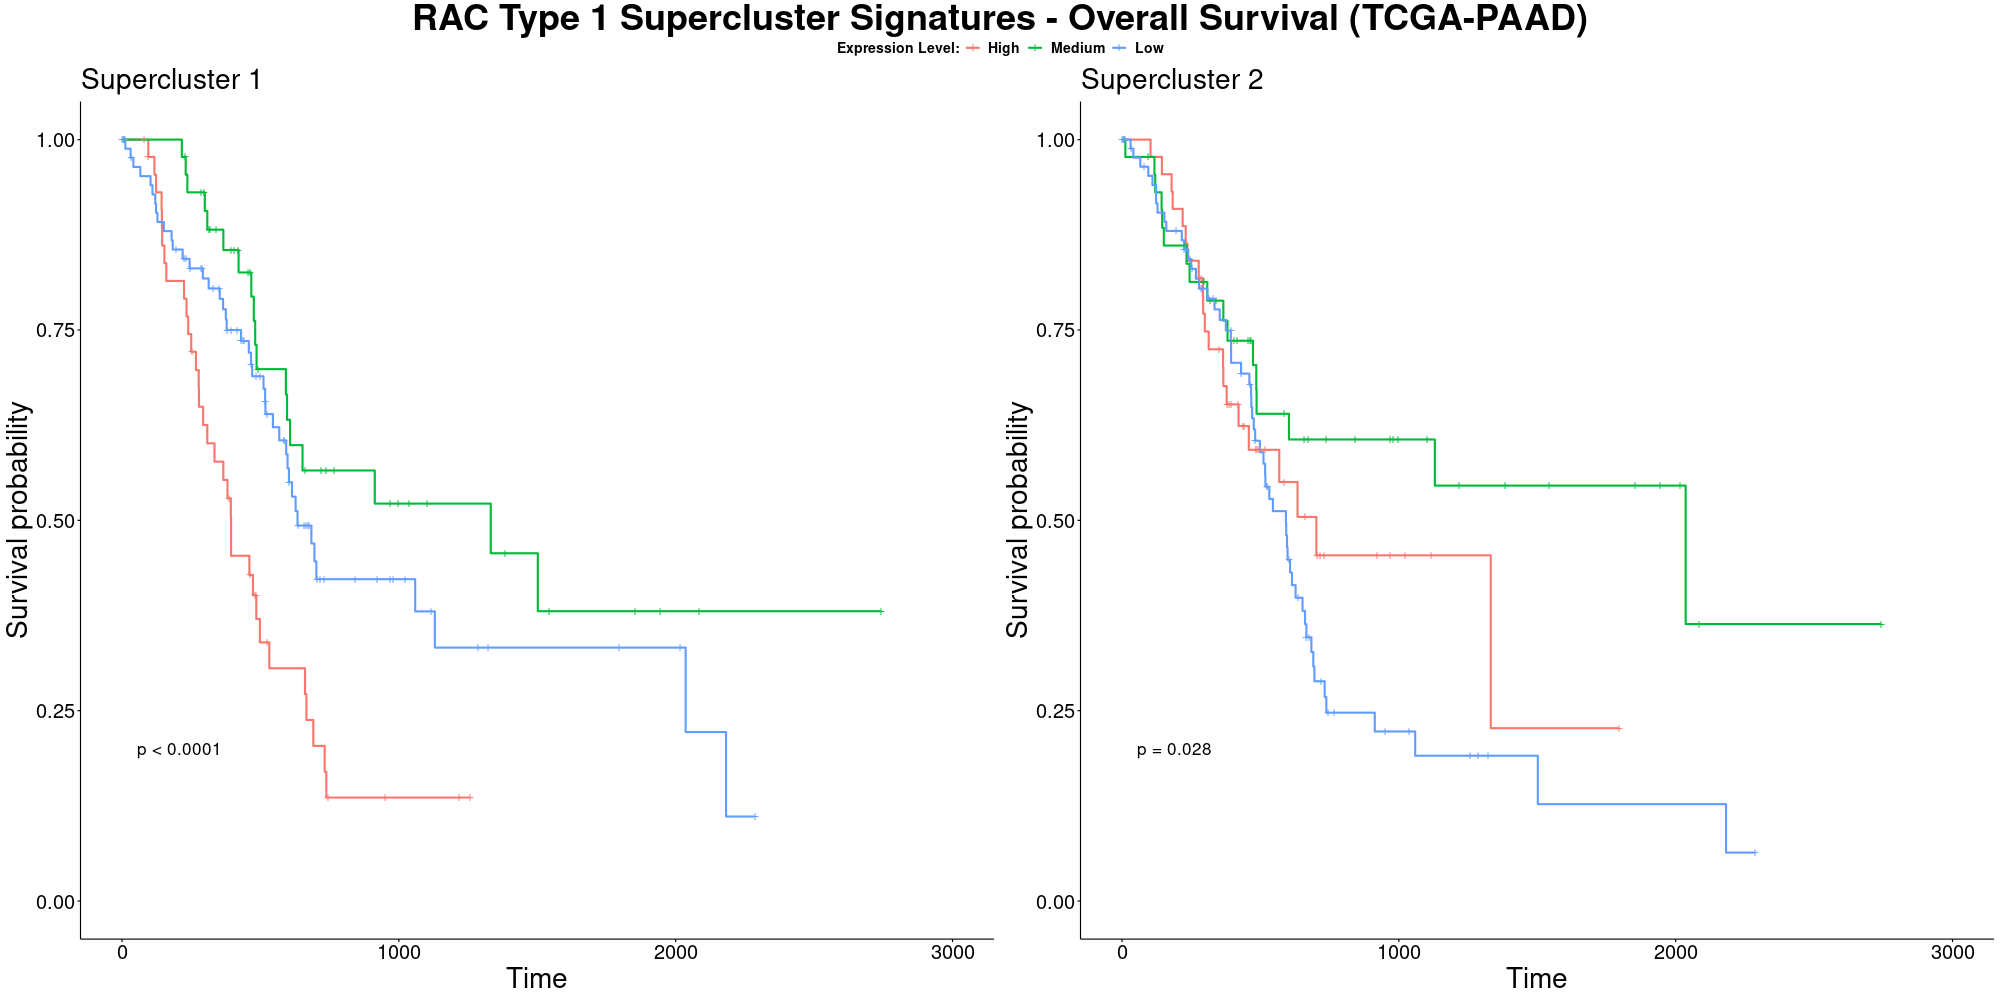 RAC Type 1 Supercluster Signatures - Overall Survival (TCGA-PAAD)
Expression Level: High Medium Low
Supercluster 1
Survival probability
1.00
0.75
0.50
0.25
0.00
p < 0.0001
0 1000 2000 3000
Time
Supercluster 2
Survival probability
1.00
0.75
0.50
0.25
0.00
p = 0.028
0 1000 2000 3000
Time